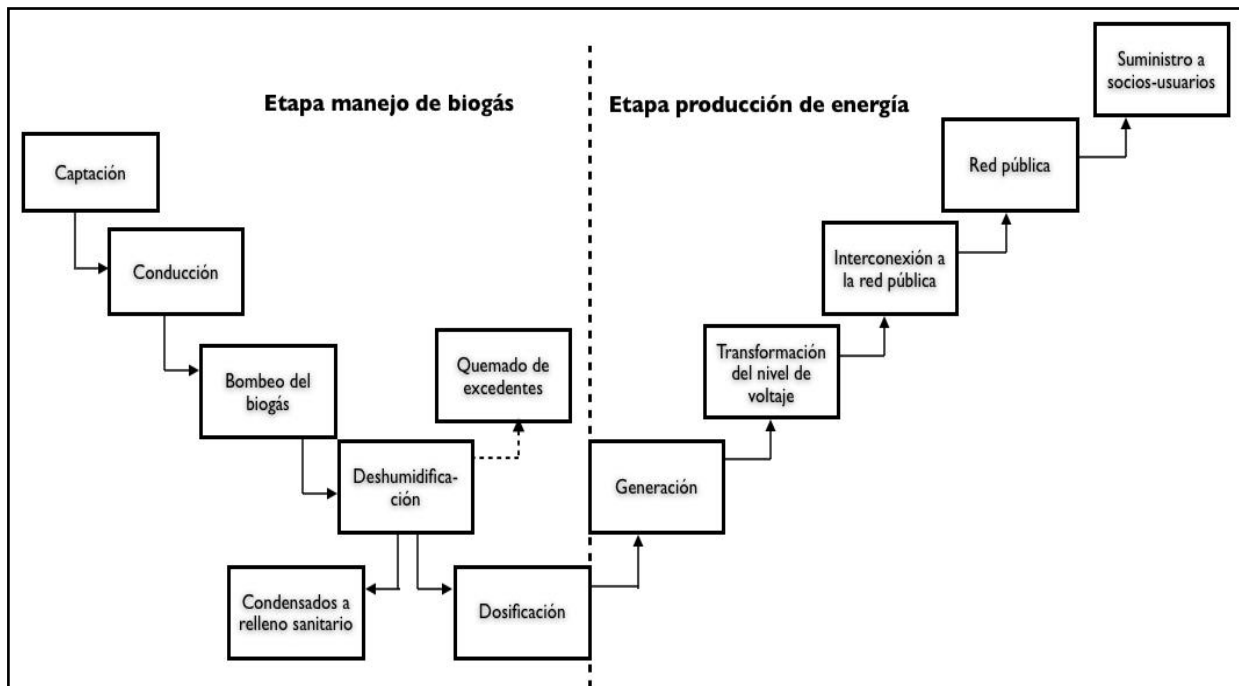 Etapa manejo de biogás
Captación
Conducción
Bombeo del
biogás
Quemado de
excedentes
Deshumidifica-
ción
Condensados a
relleno sanitario
Dosificación
Etapa producción de energía
Generación
Transformación
del nivel de
voltaje
Interconexión a
la red pública
Red pública
Suministro a
socios-usuarios